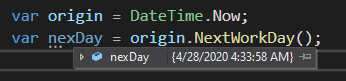 var origin = DateTime.Now;
var nexDay = origin.NextWorkDay();
nexDay {4/28/2020 4:33:58 AM}